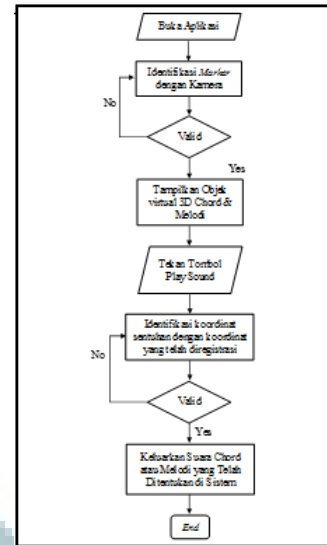 Buka Aplikasi
Identifikasi Marker
dengan Kamera
No
Valid
Yes
Tampilkan Objek
virtual 3D Chord &
Melodi
Tekan Tombol
Play Sound
Identifikasi koordinat
sentuhan dengan koordinat
yang telah diregistrasi
No
Valid
Yes
Keluarkan Suara Chord
atau Melodi yang Telah
Ditentukan di Sistem
End